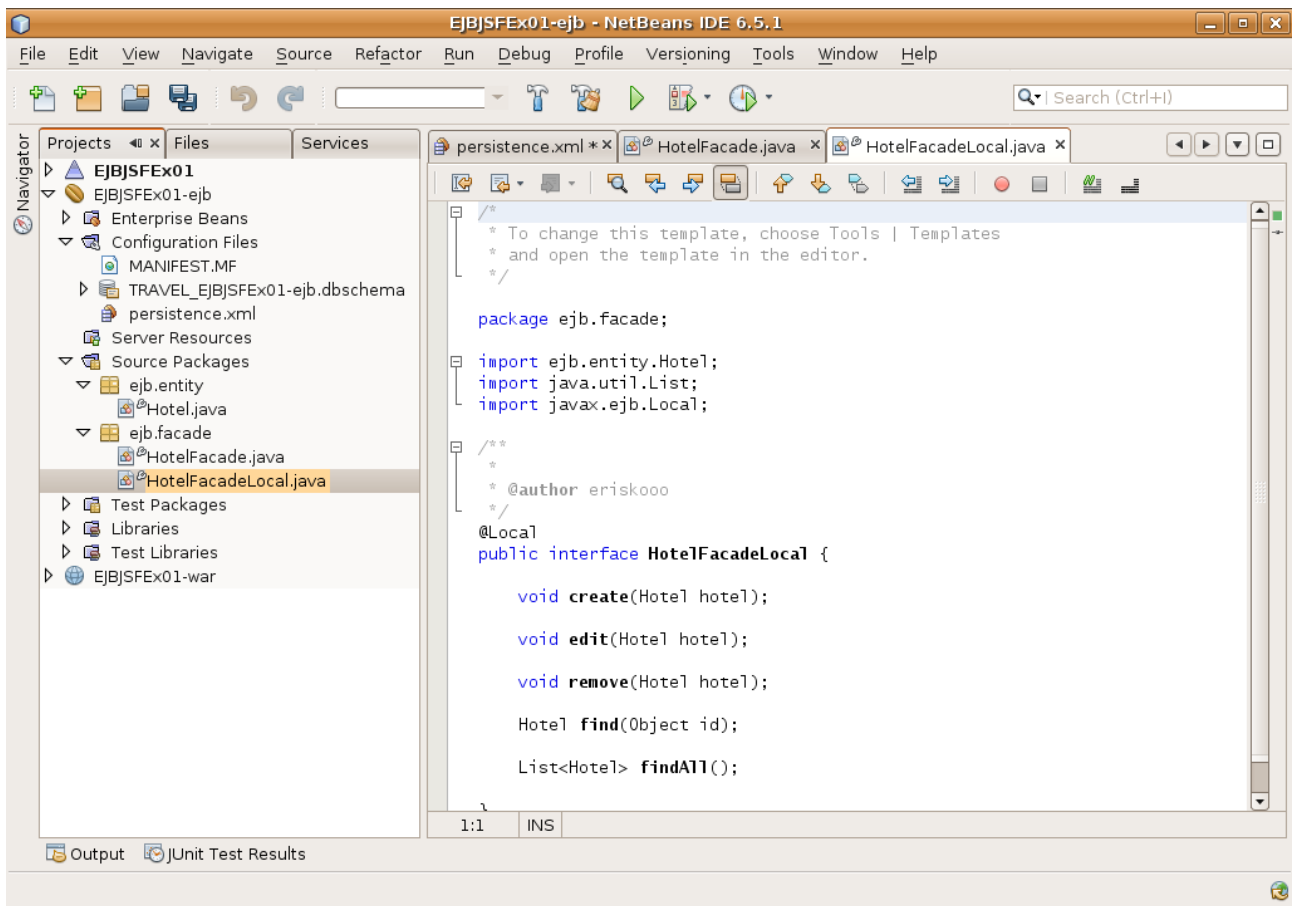 EJBJSFEx01-ejb - NetBeans IDE 6.5.1
File Edit View Navigate Source Refactor Run Debug Profile Versioning Tools Window Help
Search (Ctrl+I)
Navigator
Projects Files Services
EJBJSFEx01
EJBJSFEx01-ejb
Enterprise Beans
Configuration Files
MANIFEST.MF
TRAVEL_EJBJSFEx01-ejb.dbschema
persistence.xml
Server Resources
Source Packages
ejb.entity
Hotel.java
ejb.facade
HotelFacade.java
HotelFacadeLocal.java
Test Packages
Libraries
Test Libraries
EJBJSFEx01-war
persistence.xml * HotelFacade.java HotelFacadeLocal.java
/*
* To change this template, choose Tools | Templates
* and open the template in the editor.
*/
package ejb.facade;
import ejb.entity.Hotel;
import java.util.List;
import javax.ejb.Local;
/**
*
* @author eriskooo
*/
@Local
public interface HotelFacadeLocal {
void create(Hotel hotel);
void edit(Hotel hotel);
void remove(Hotel hotel);
Hotel find(Object id);
List<Hotel> findAll();
}
1:1 INS
Output JUnit Test Results